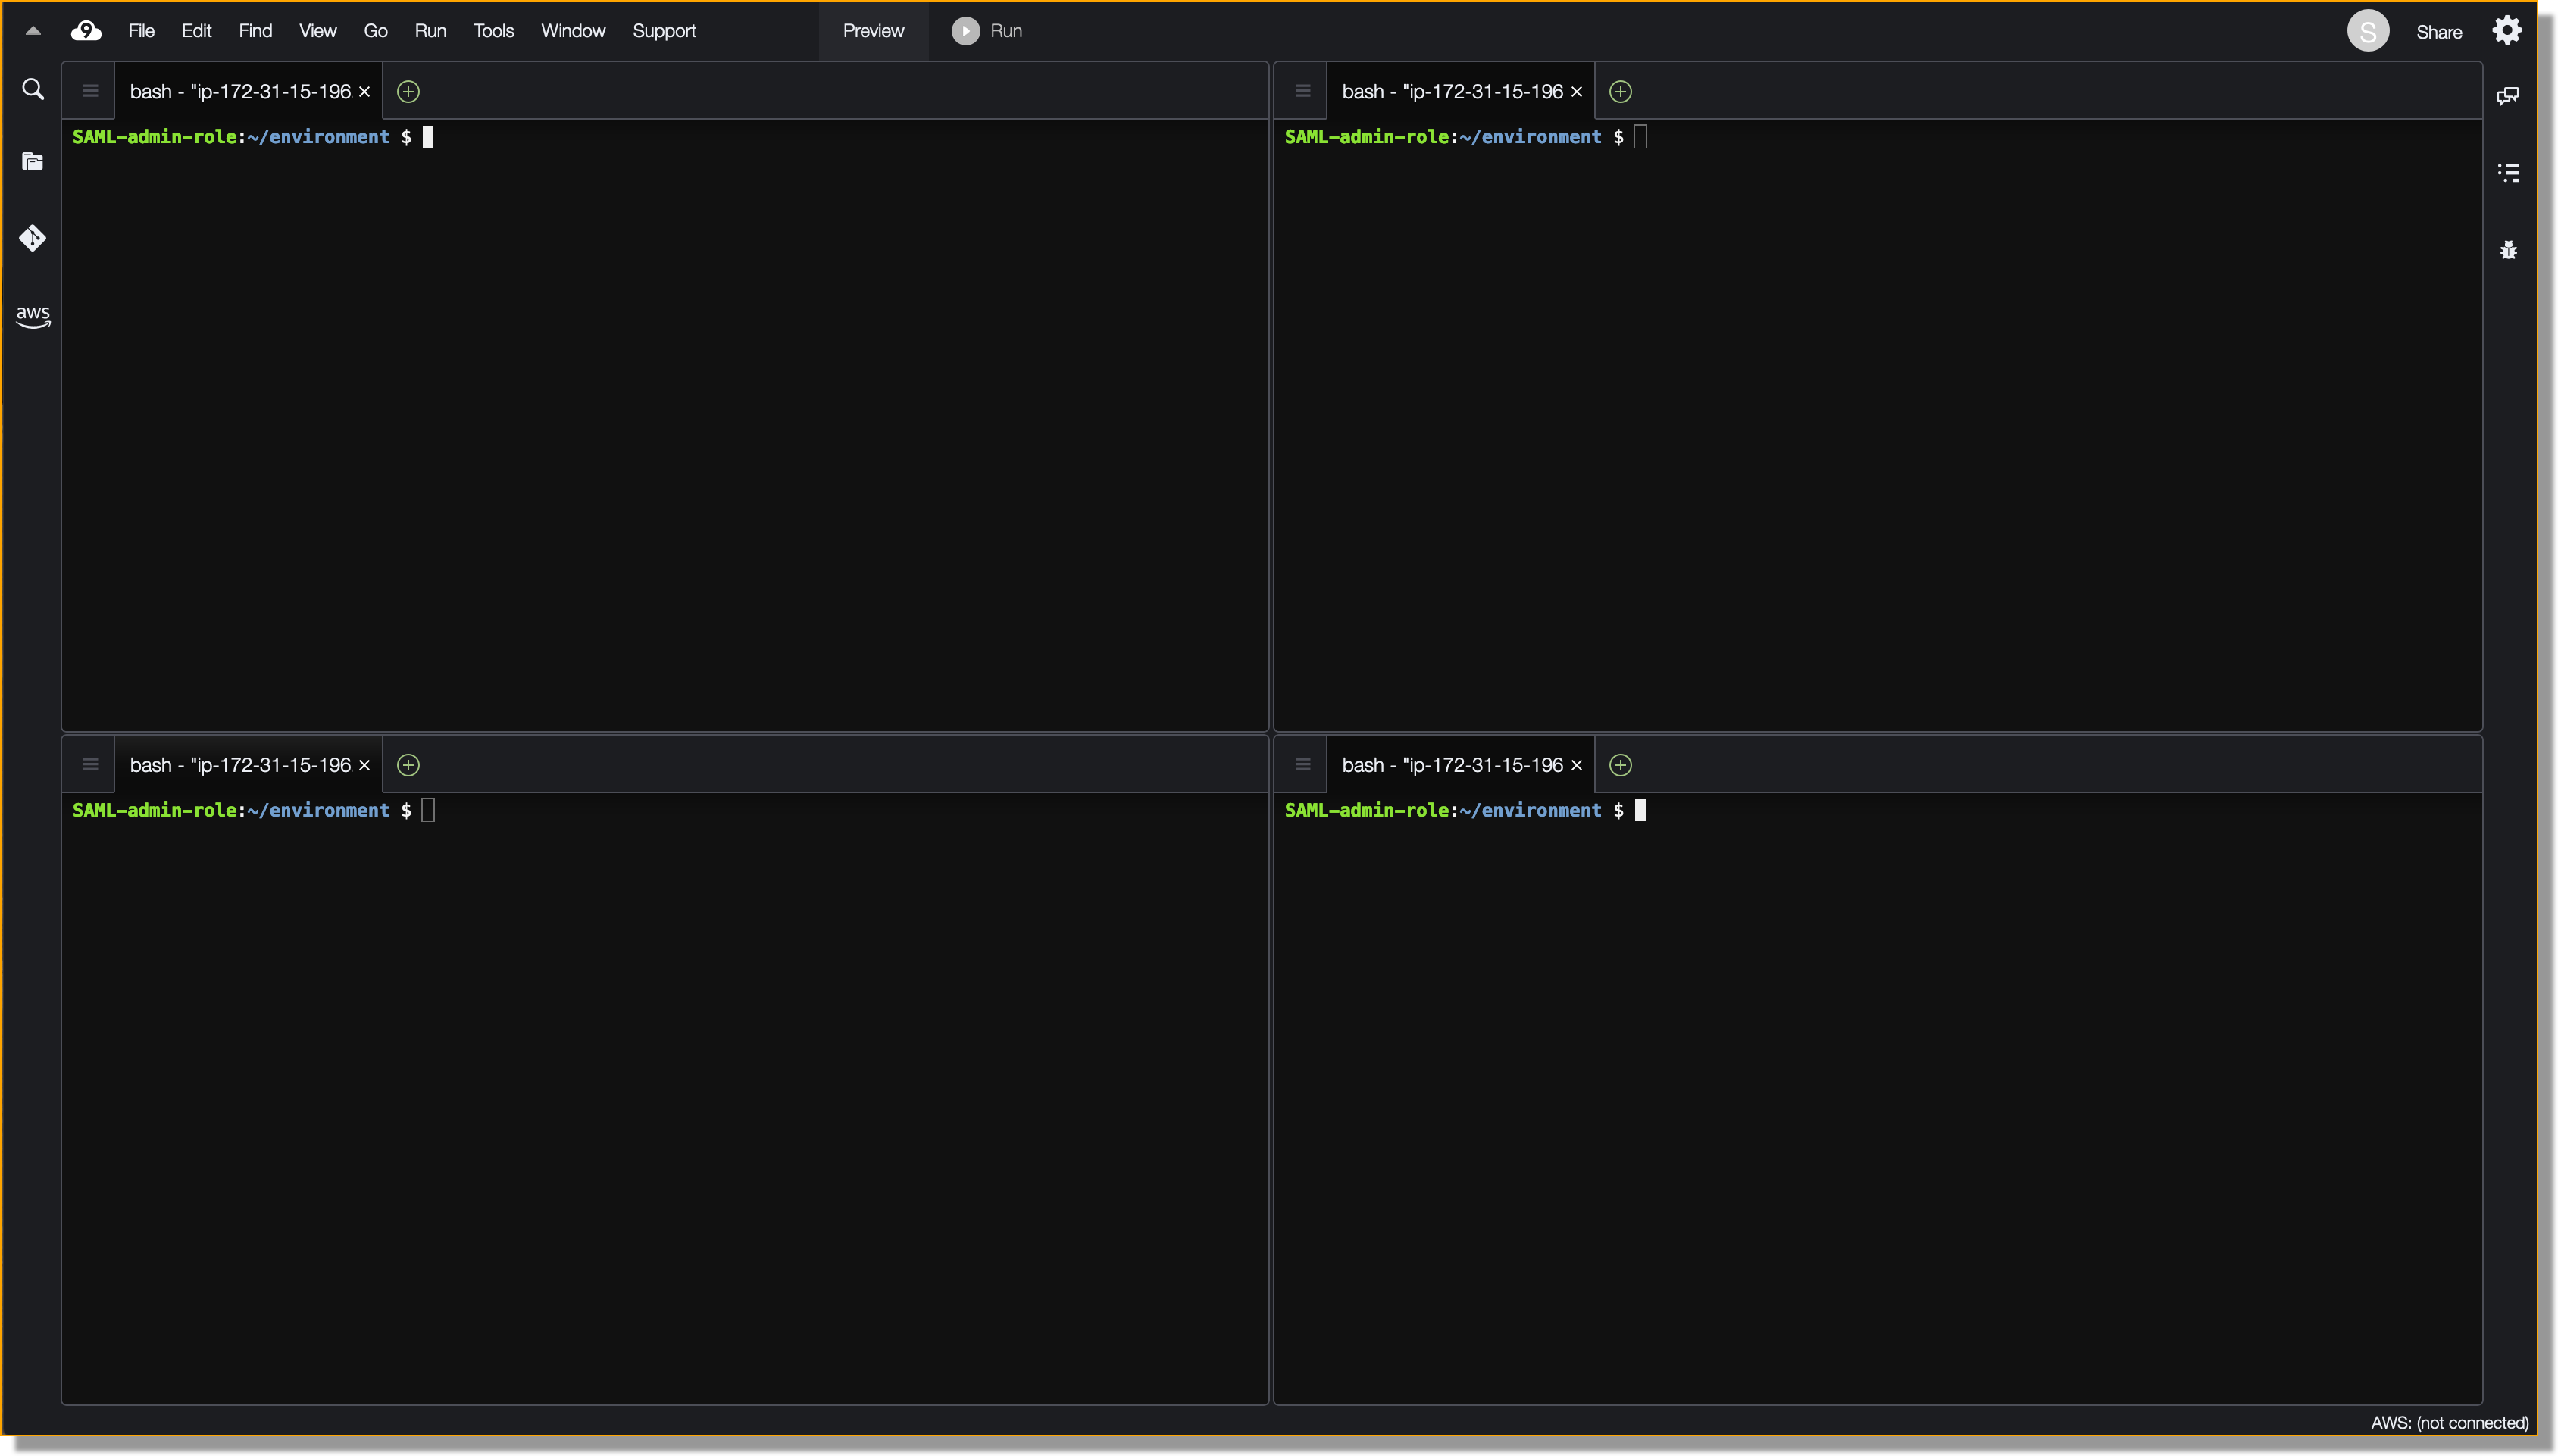 9 File Edit Find View Go Run Tools Window Support Preview Run S Share
bash - "ip-172-31-15-196 × bash - "ip-172-31-15-196 ×
SAML-admin-role:~/environment $ SAML-admin-role:~/environment $
aws
bash - "ip-172-31-15-196 × bash - "ip-172-31-15-196 ×
SAML-admin-role:~/environment $ SAML-admin-role:~/environment $
AWS: (not connected)